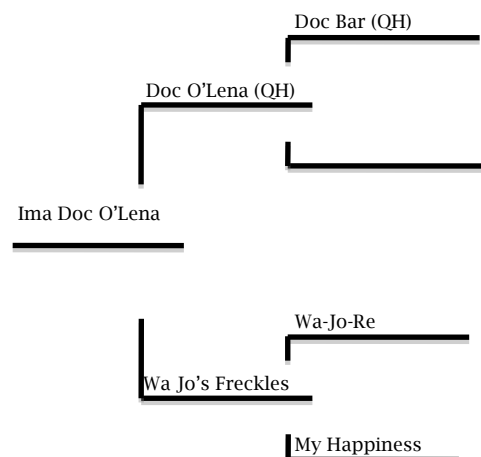 Doc Bar (QH)
Doc O’Lena (QH)
Ima Doc O’Lena
Wa-Jo-Re
Wa Jo’s Freckles
My Happiness